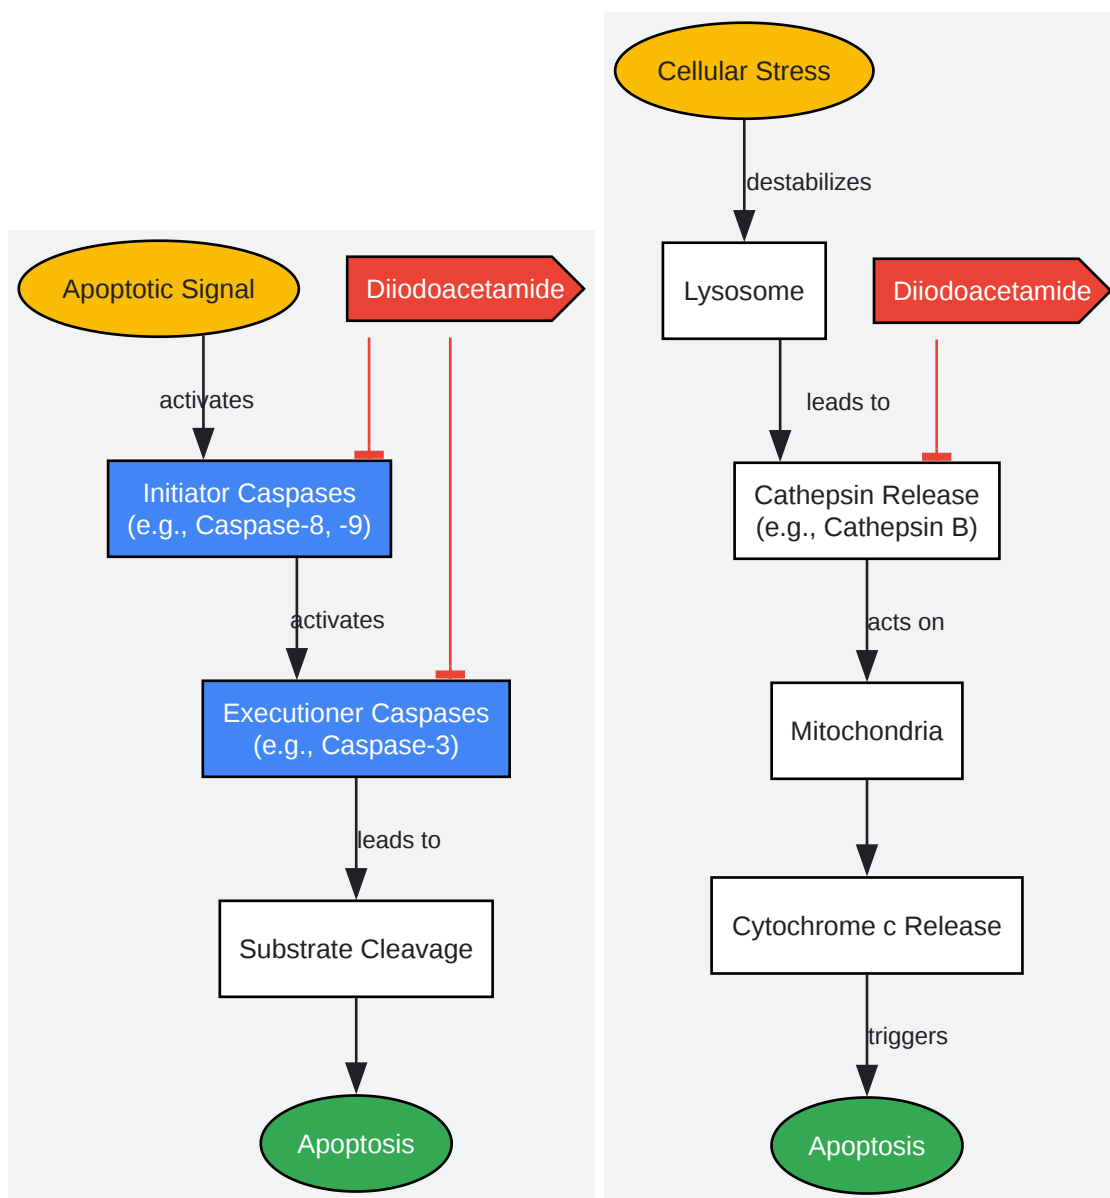 Apoptotic Signal
Diiodoacetamide
activates
Initiator Caspases
(e.g., Caspase-8, -9)
activates
Executioner Caspases
(e.g., Caspase-3)
leads to
Substrate Cleavage
Apoptosis
Cellular Stress
destabilizes
Lysosome
Diiodoacetamide
leads to
Cathepsin Release
(e.g., Cathepsin B)
acts on
Mitochondria
Cytochrome c Release
triggers
Apoptosis